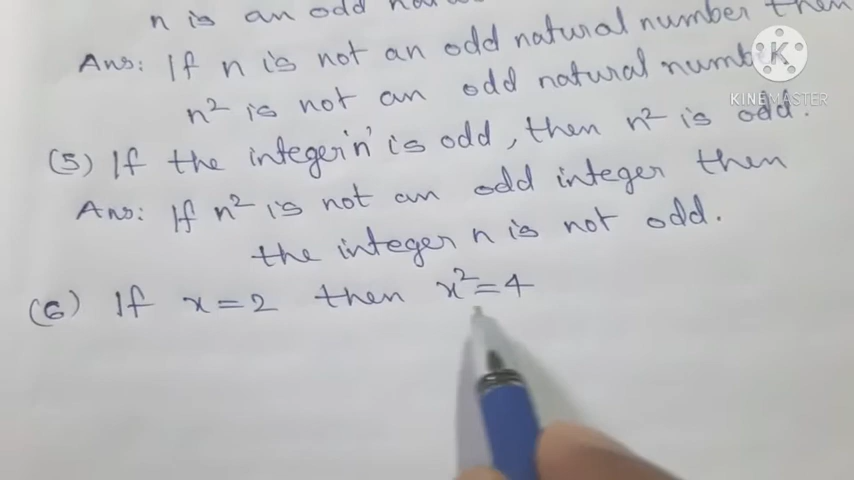 n is an odd
Ans: If n is not an odd natural number then
n² is not an odd natural
(5) If the integer 'n' is odd, then n² is odd.
Ans: If n² is not an odd integer then
the integer n is not odd.
(6) If x=2 then x²=4
K
KINEMASTER